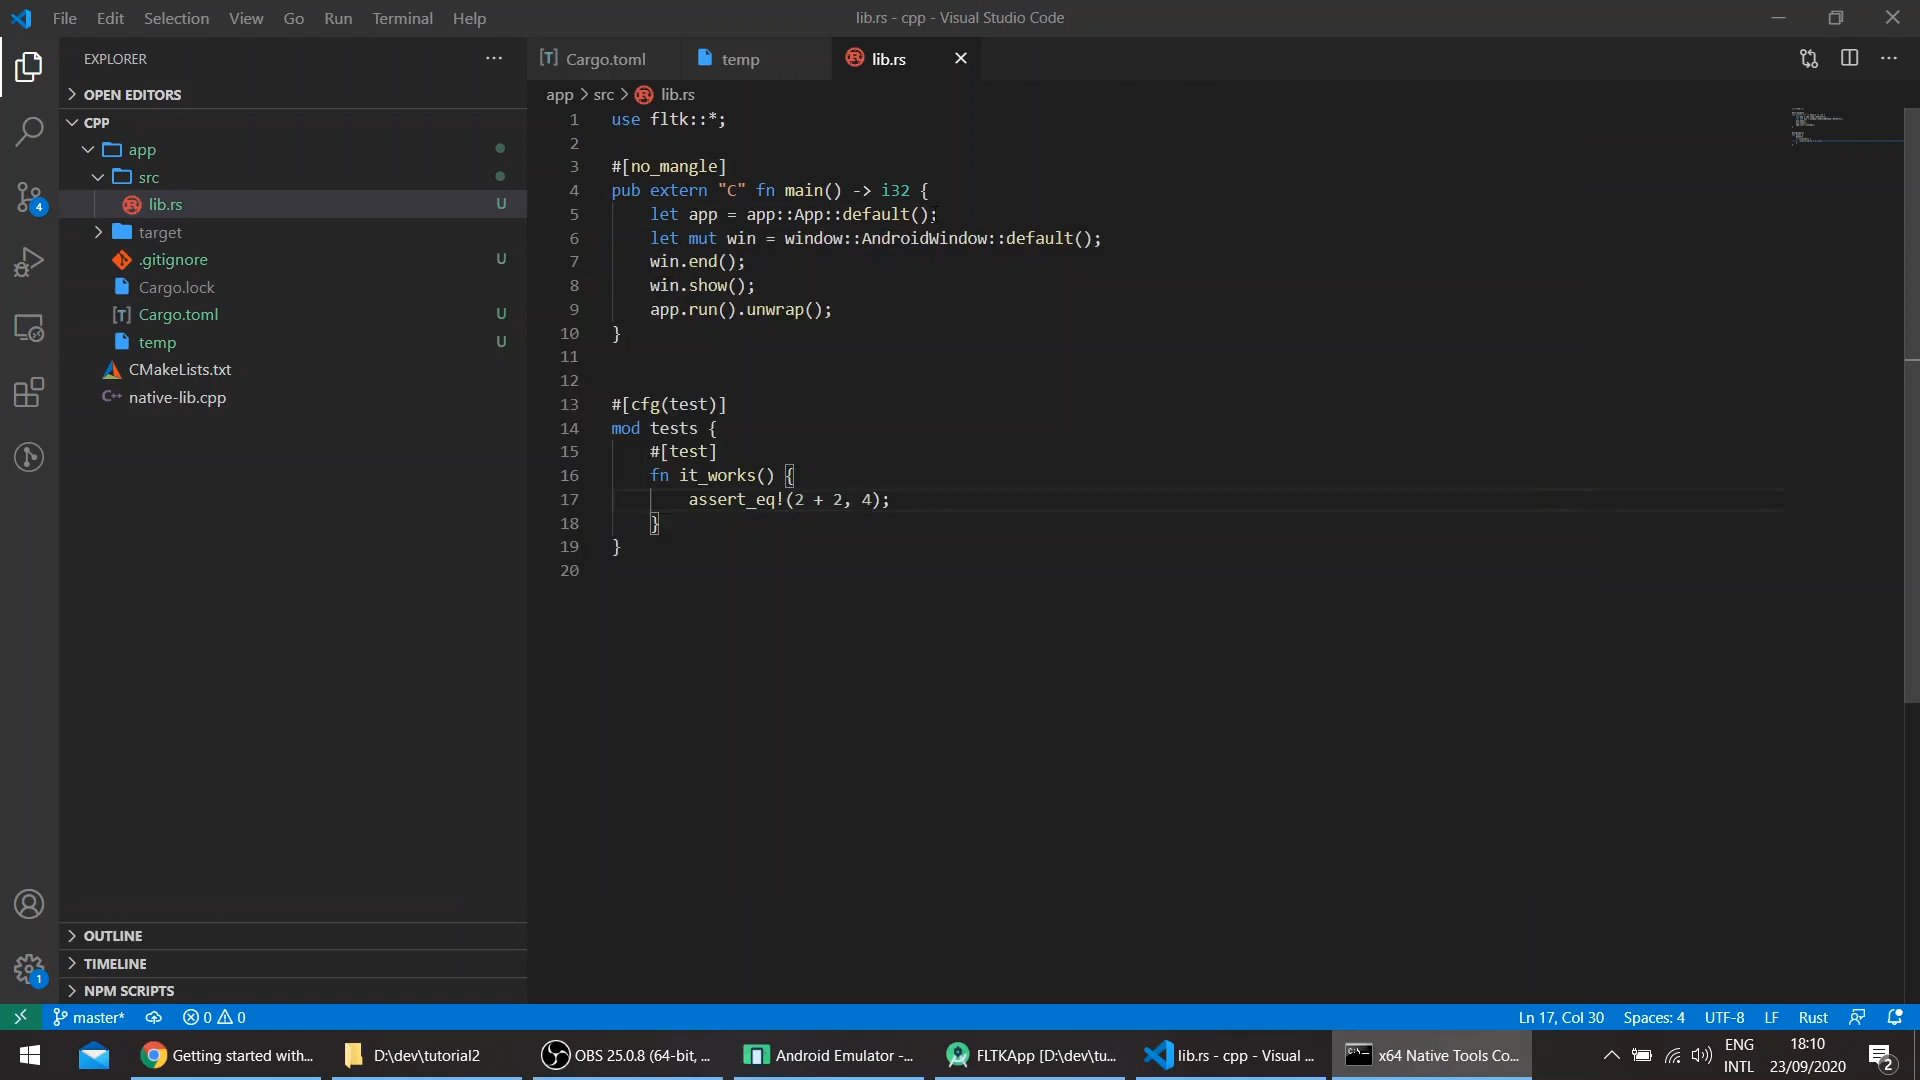 File Edit Selection View Go Run Terminal Help
lib.rs - cpp - Visual Studio Code
EXPLORER
OPEN EDITORS
CPP
app
src
lib.rs U
target
.gitignore U
Cargo.lock
Cargo.toml U
temp U
CMakeLists.txt
C++ native-lib.cpp
OUTLINE
TIMELINE
NPM SCRIPTS
4
1
Cargo.toml temp lib.rs
app > src > lib.rs
1 use fltk::*;
2
3 #[no_mangle]
4 pub extern "C" fn main() -> i32 {
5 let app = app::App::default();
6 let mut win = window::AndroidWindow::default();
7 win.end();
8 win.show();
9 app.run().unwrap();
10 }
11
12
13 #[cfg(test)]
14 mod tests {
15 #[test]
16 fn it_works() {
17 assert_eq!(2 + 2, 4);
18 }
19 }
20
master* 0 0 Ln 17, Col 30 Spaces: 4 UTF-8 LF Rust
Getting started with... D:\dev\tutorial2 OBS 25.0.8 (64-bit, ... Android Emulator -... FLTKApp [D:\dev\tu... lib.rs - cpp - Visual ... x64 Native Tools Co...
ENG
INTL
18:10
23/09/2020
2